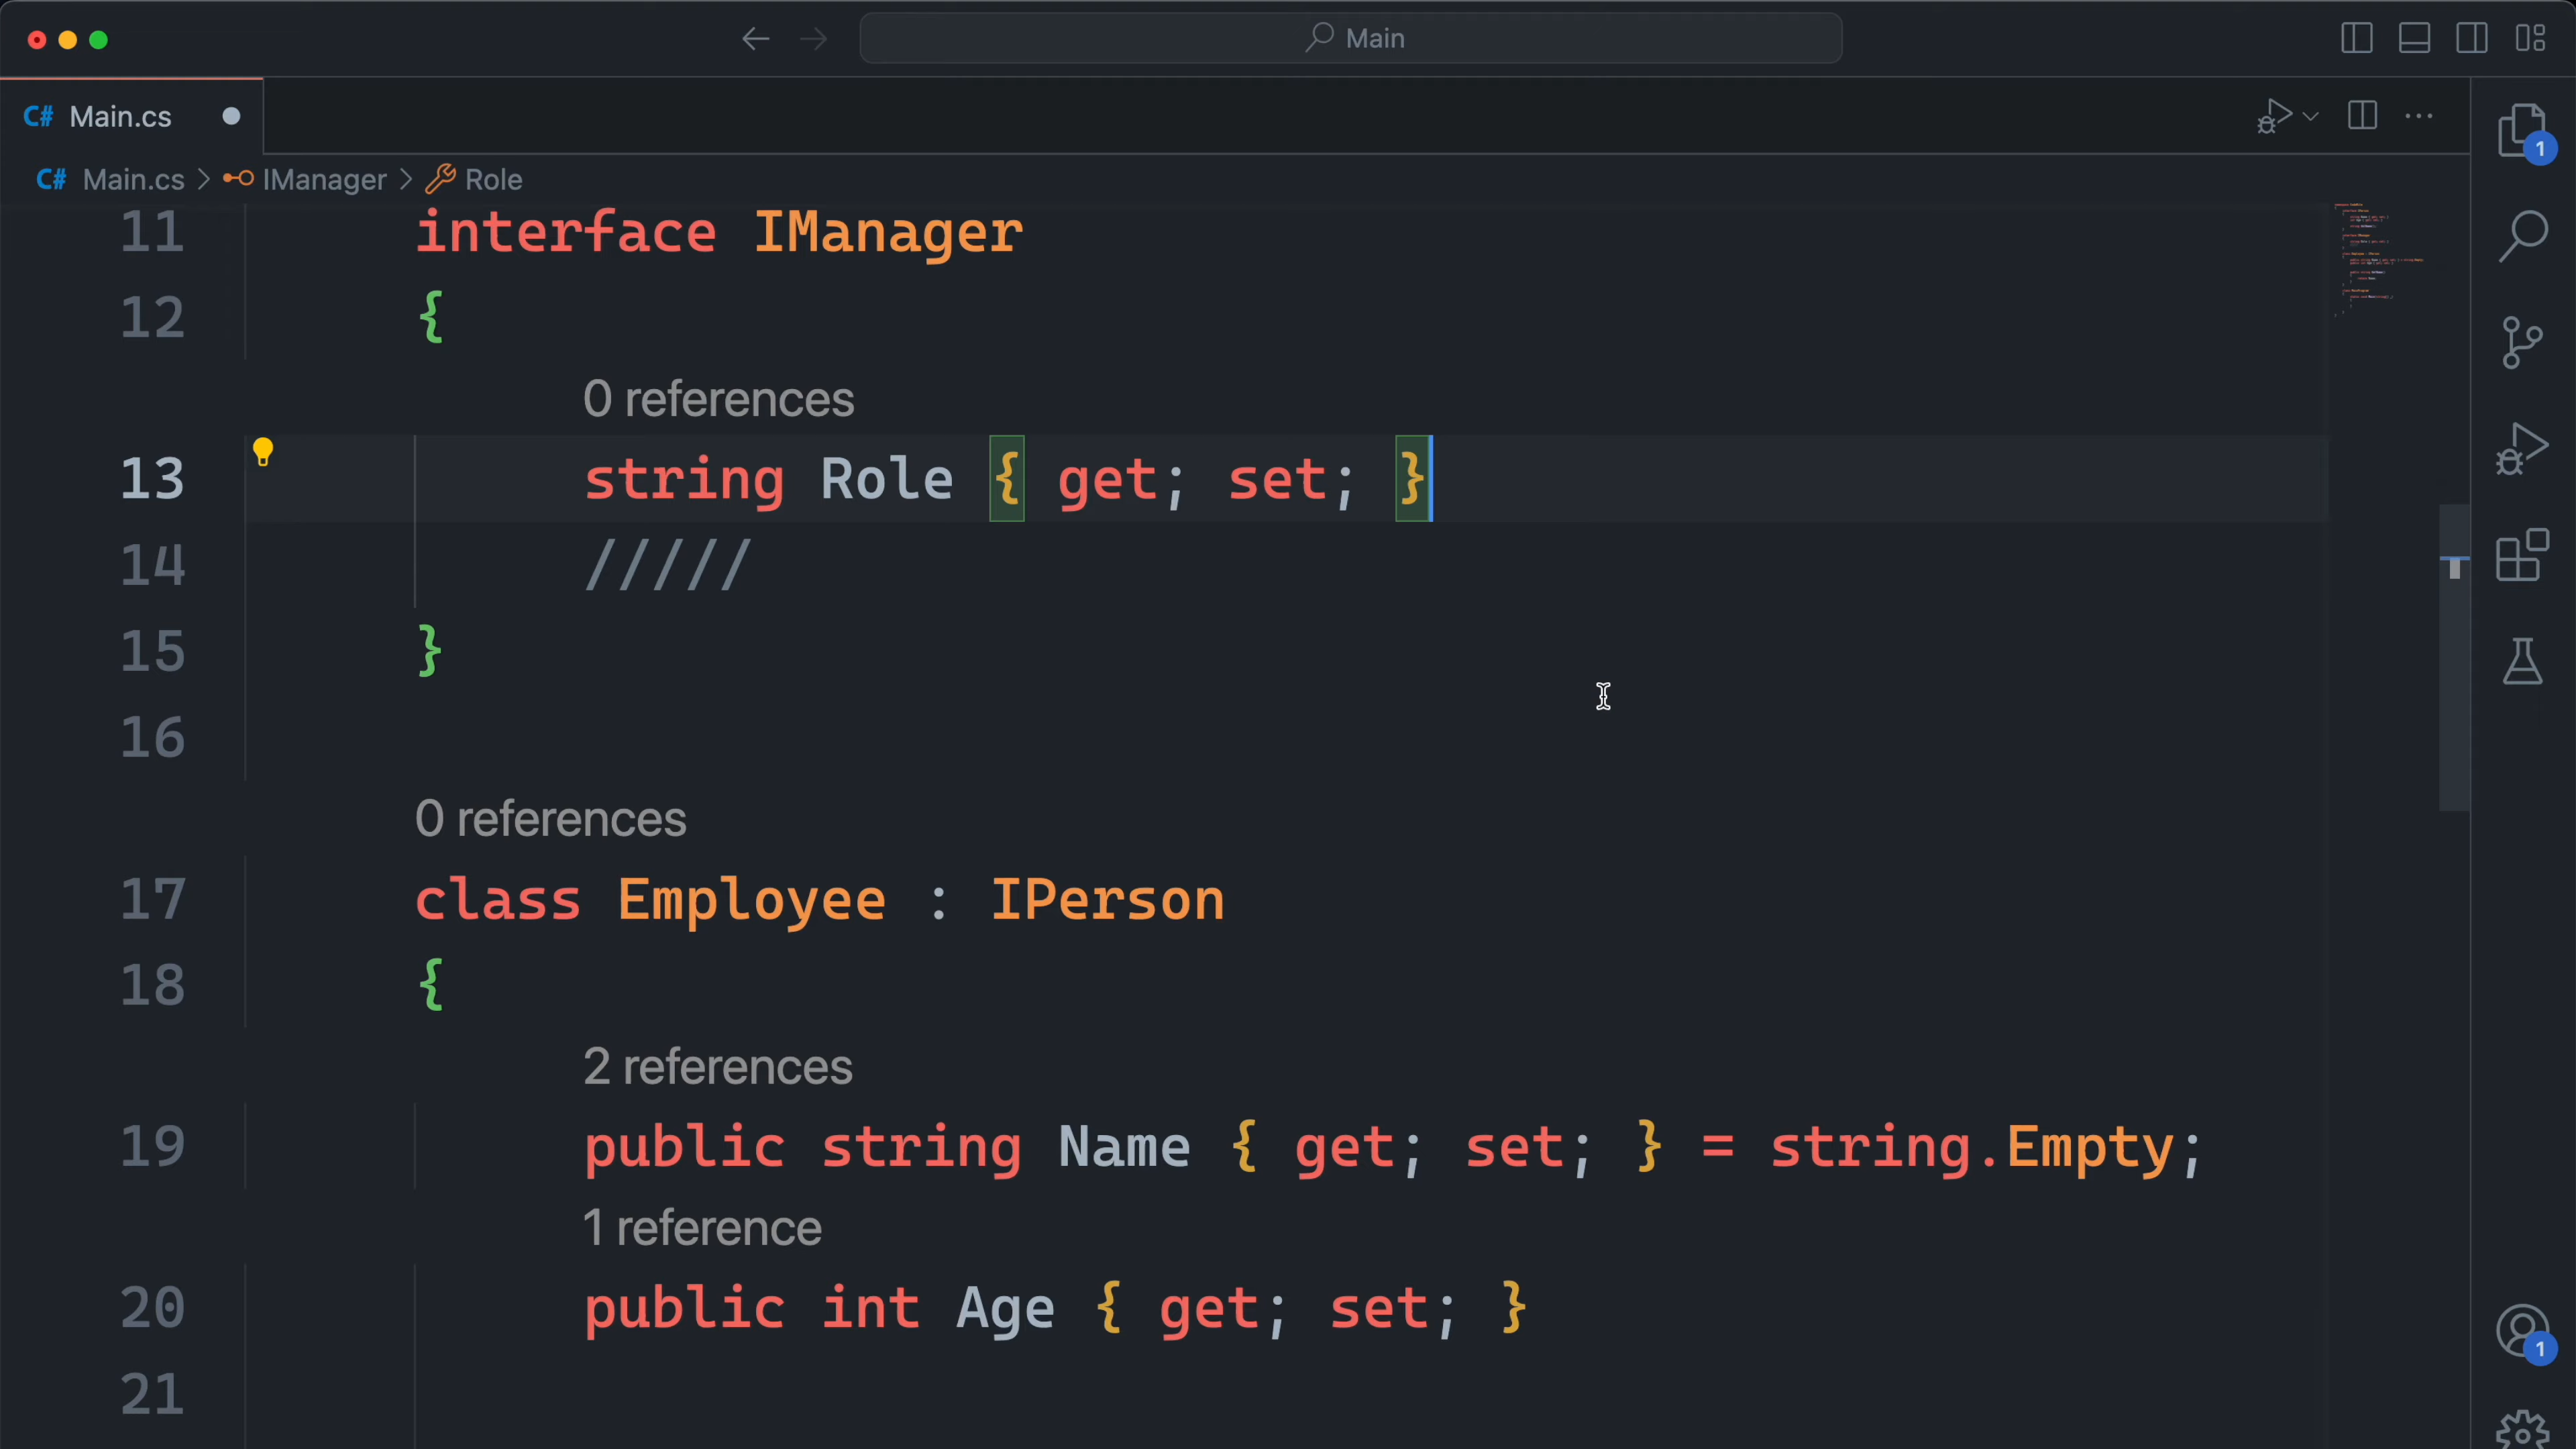 Main
C# Main.cs
C# Main.cs > IManager > Role
1
11 interface IManager
12 {
0 references
13 string Role { get; set; }
14 /////
15 }
16
0 references
17 class Employee : IPerson
18 {
2 references
19 public string Name { get; set; } = string.Empty;
1 reference
20 public int Age { get; set; }
21
1